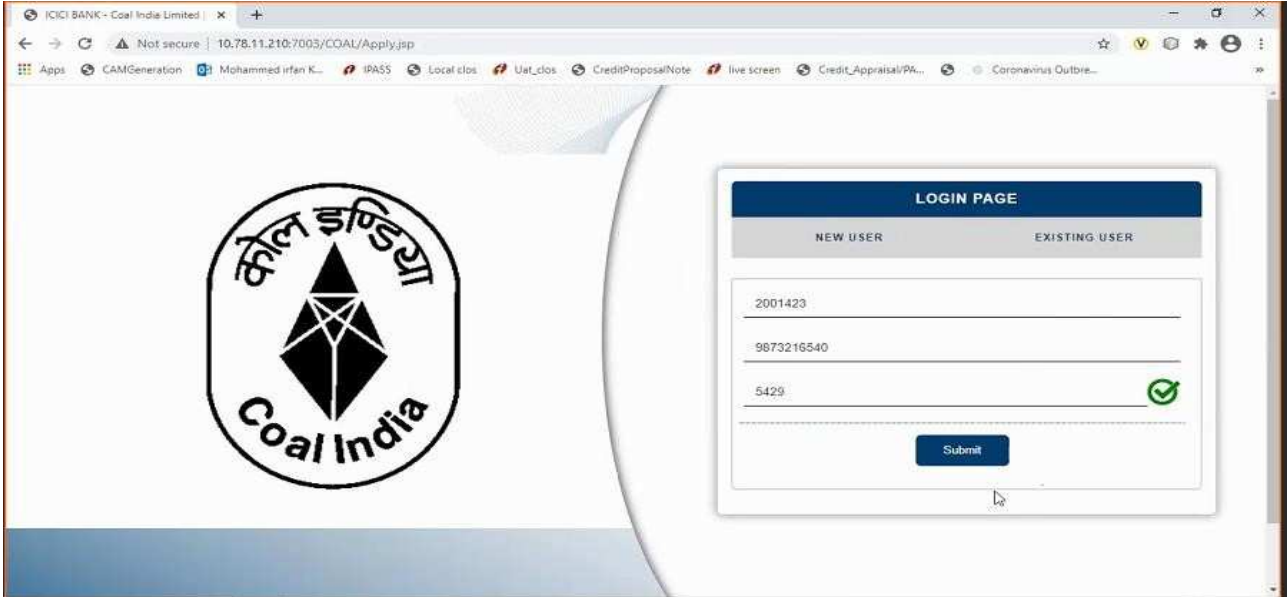 ICICI BANK - Coal India Limited |
Not secure | 10.78.11.210:7003/COAL/Apply.jsp
Apps CAMGeneration Mohammed irfan K... IPASS Local clos Uat_clos CreditProposalNote live screen Credit_Appraisal/PA... Coronavirus Outbre...
कोल इण्डिया
Coal India
LOGIN PAGE
NEW USER EXISTING USER
2001423
9873216540
5429
Submit